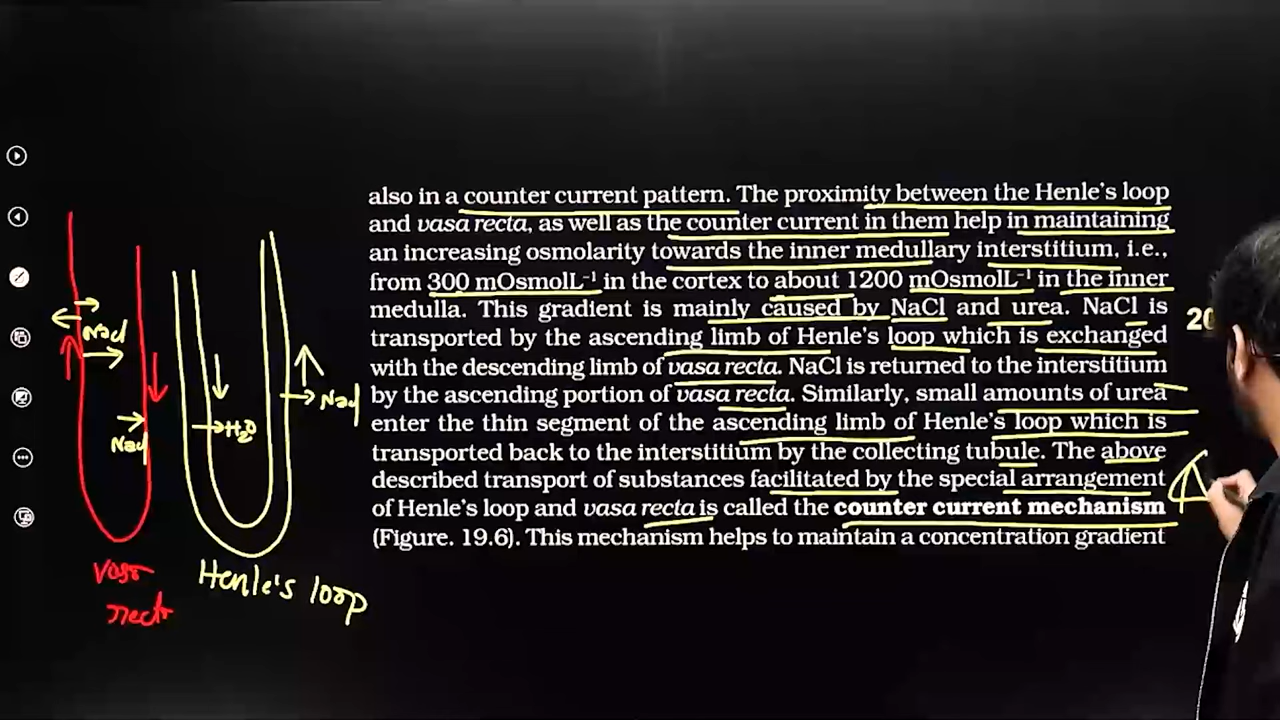 also in a counter current pattern. The proximity between the Henle's loop
and vasa recta, as well as the counter current in them help in maintaining
an increasing osmolarity towards the inner medullary interstitium, i.e.,
from 300 mOsmolL⁻¹ in the cortex to about 1200 mOsmolL⁻¹ in the inner
medulla. This gradient is mainly caused by NaCl and urea. NaCl is
transported by the ascending limb of Henle's loop which is exchanged
with the descending limb of vasa recta. NaCl is returned to the interstitium
by the ascending portion of vasa recta. Similarly, small amounts of urea
enter the thin segment of the ascending limb of Henle's loop which is
transported back to the interstitium by the collecting tubule. The above
described transport of substances facilitated by the special arrangement
of Henle's loop and vasa recta is called the counter current mechanism
(Figure. 19.6). This mechanism helps to maintain a concentration gradient
20
NaCl
NaCl
H₂O
NaCl
Vasa
recta
Henle's loop